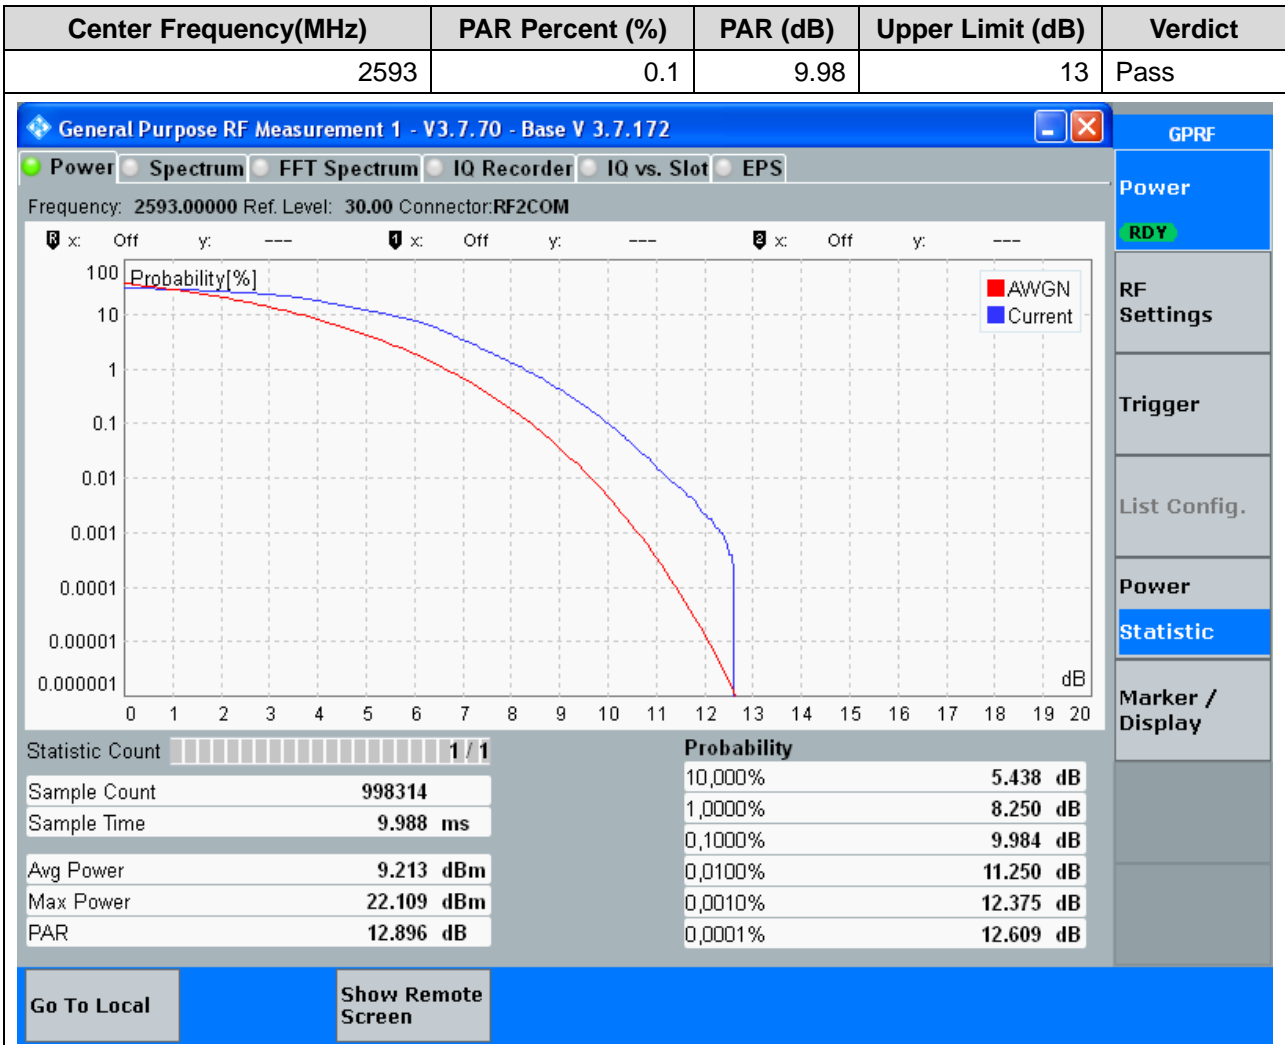 Center Frequency(MHz) PAR Percent (%) PAR (dB) Upper Limit (dB) Verdict
2593 0.1 9.98 13 Pass
General Purpose RF Measurement 1 - V3.7.70 - Base V 3.7.172
GPRF
Power Spectrum FFT Spectrum IQ Recorder IQ vs. Slot EPS
Frequency: 2593.00000 Ref. Level: 30.00 Connector:RF2COM
R x: Off y: --- 1 x: Off y: --- 2 x: Off y: ---
Probability[%]
100
10
1
0.1
0.01
0.001
0.0001
0.00001
0.000001
AWGN
Current
dB
0 1 2 3 4 5 6 7 8 9 10 11 12 13 14 15 16 17 18 19 20
Statistic Count 1 / 1
Sample Count 998314
Sample Time 9.988 ms
Avg Power 9.213 dBm
Max Power 22.109 dBm
PAR 12.896 dB
Probability
10,000% 5.438 dB
1,0000% 8.250 dB
0,1000% 9.984 dB
0,0100% 11.250 dB
0,0010% 12.375 dB
0,0001% 12.609 dB
Power
RDY
RF
Settings
Trigger
List Config.
Power
Statistic
Marker /
Display
Go To Local
Show Remote
Screen